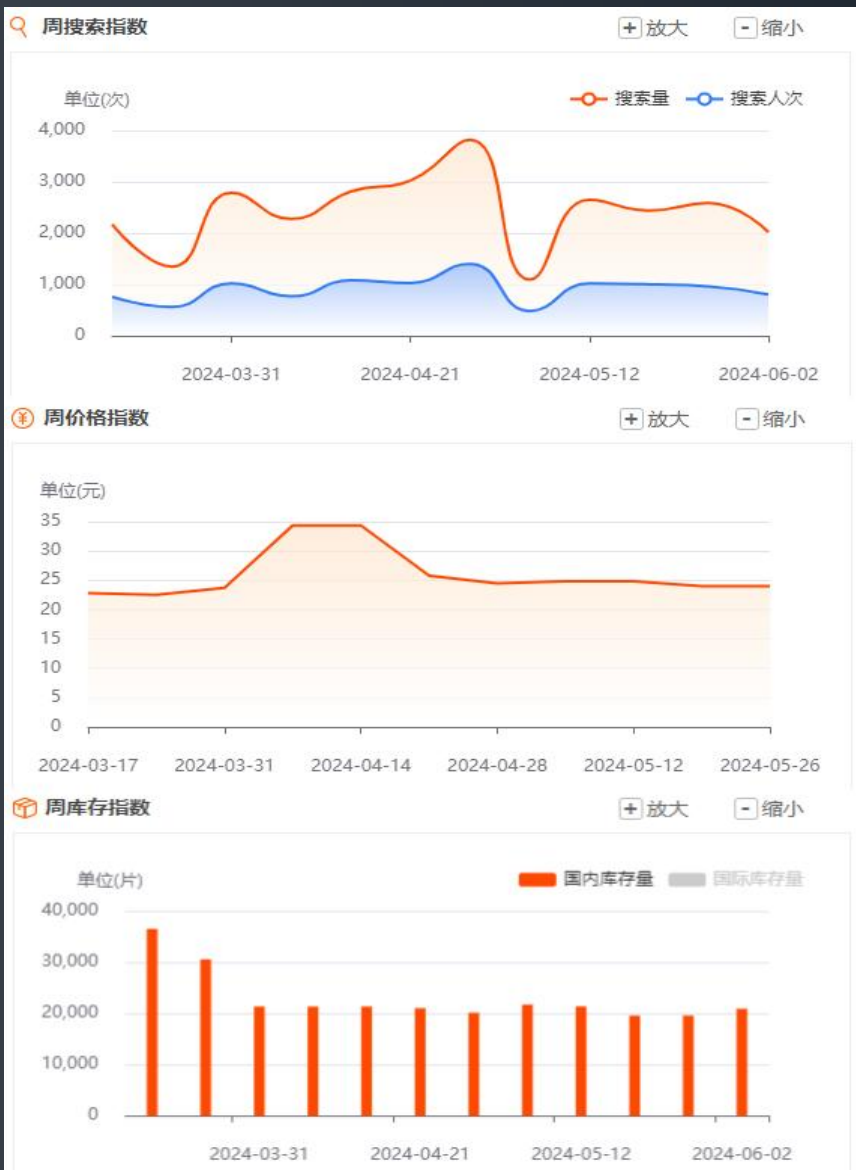 周搜索指数 + 放大 - 缩小
单位(次) 搜索量 搜索人次
4,000
3,000
2,000
1,000
0
2024-03-31 2024-04-21 2024-05-12 2024-06-02
¥ 周价格指数 + 放大 - 缩小
单位(元)
35
30
25
20
15
10
5
0
2024-03-17 2024-03-31 2024-04-14 2024-04-28 2024-05-12 2024-05-26
周库存指数 + 放大 - 缩小
单位(片) 国内库存量 国际库存量
40,000
30,000
20,000
10,000
0
2024-03-31 2024-04-21 2024-05-12 2024-06-02